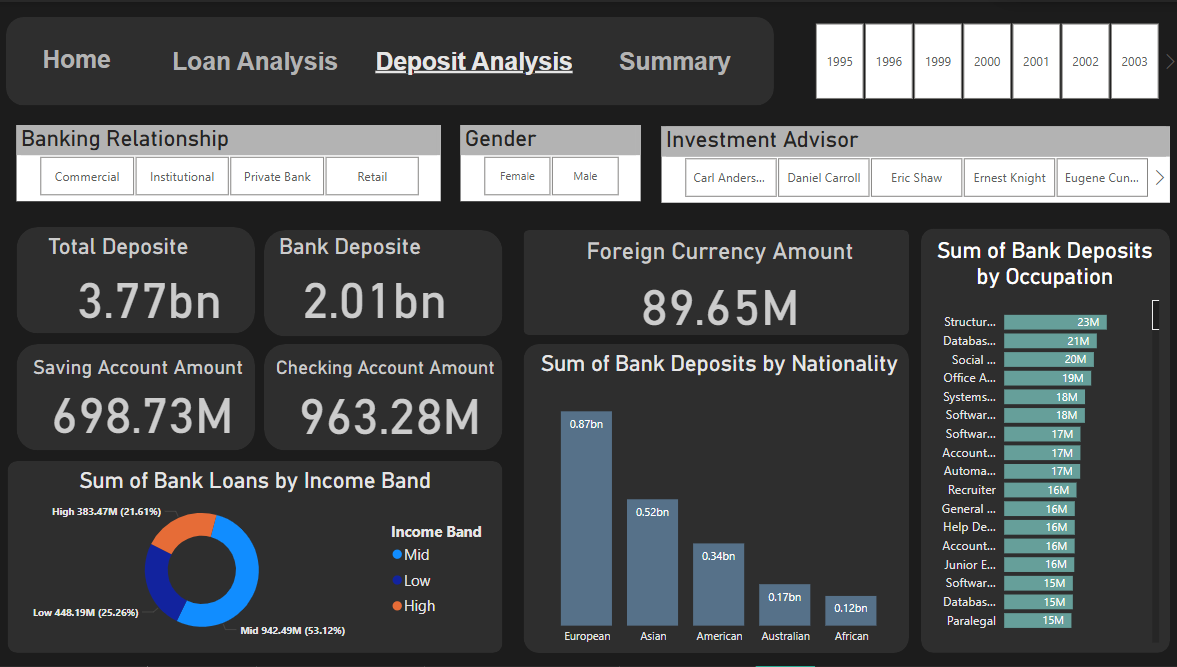 Home
Loan Analysis
Deposit Analysis
Summary
1995
1996
1999
2000
2001
2002
2003
Banking Relationship
Commercial
Institutional
Private Bank
Retail
Gender
Female
Male
Investment Advisor
Carl Anders...
Daniel Carroll
Eric Shaw
Ernest Knight
Eugene Cun...
Total Deposite
3.77bn
Bank Deposite
2.01bn
Foreign Currency Amount
89.65M
Saving Account Amount
698.73M
Checking Account Amount
963.28M
Sum of Bank Loans by Income Band
High 383.47M (21.61%)
Low 448.19M (25.26%)
Mid 942.49M (53.12%)
Income Band
Mid
Low
High
Sum of Bank Deposits by Nationality
0.87bn
0.52bn
0.34bn
0.17bn
0.12bn
European
Asian
American
Australian
African
Sum of Bank Deposits
by Occupation
Structur... 23M
Databas... 21M
Social ... 20M
Office A... 19M
Systems... 18M
Softwar... 18M
Softwar... 17M
Account... 17M
Automa... 17M
Recruiter 16M
General ... 16M
Help De... 16M
Account... 16M
Junior E... 16M
Softwar... 15M
Databas... 15M
Paralegal 15M